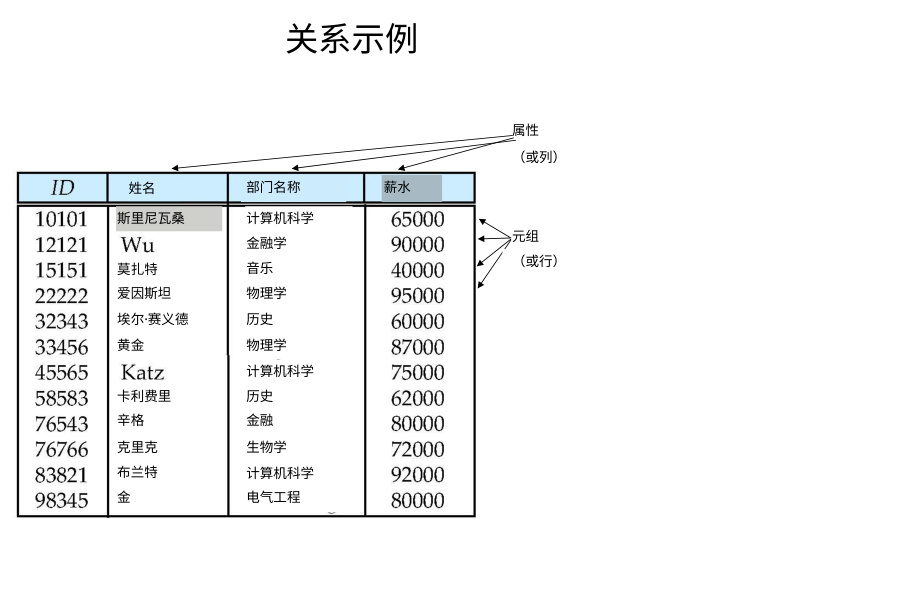 关系示例
属性
（或列）
ID 姓名 部门名称 薪水
10101 斯里尼瓦桑 计算机科学 65000
12121 Wu 金融学 90000
15151 莫扎特 音乐 40000
22222 爱因斯坦 物理学 95000
32343 埃尔·赛义德 历史 60000
33456 黄金 物理学 87000
45565 Katz 计算机科学 75000
58583 卡利费里 历史 62000
76543 辛格 金融 80000
76766 克里克 生物学 72000
83821 布兰特 计算机科学 92000
98345 金 电气工程 80000
元组
（或行）